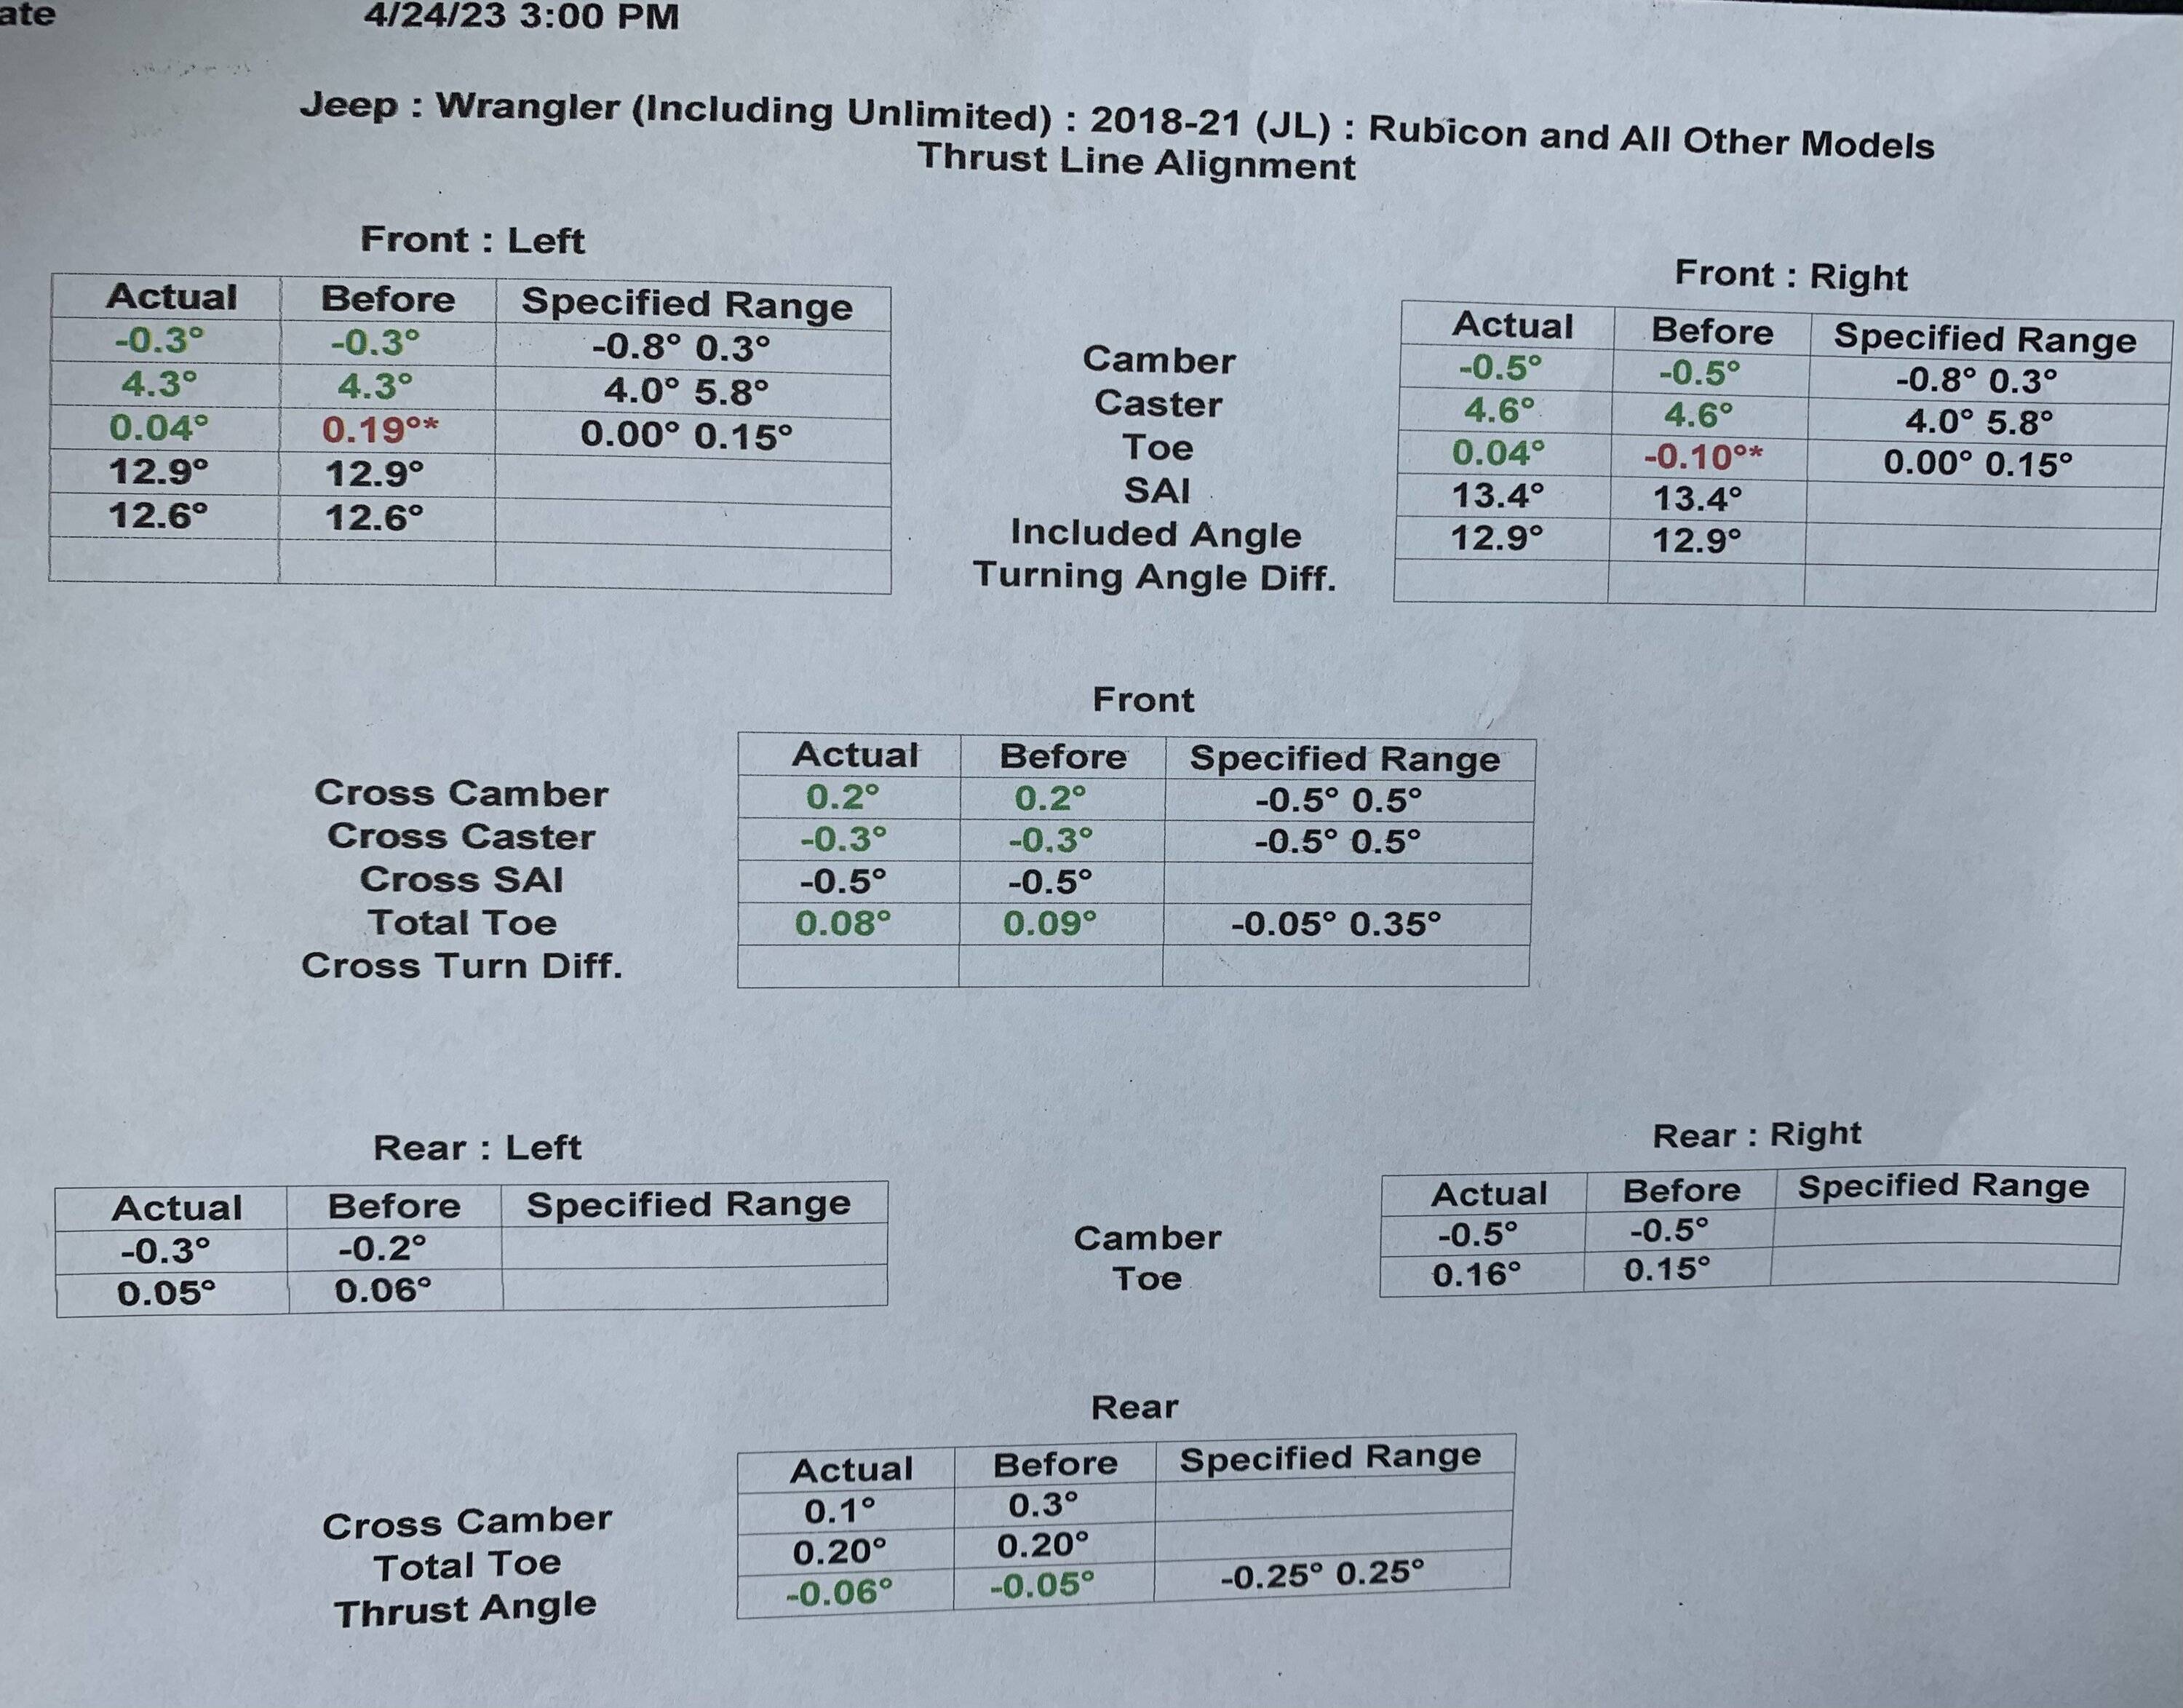 ate 4/24/23 3:00 PM
Jeep : Wrangler (Including Unlimited) : 2018-21 (JL) : Rubicon and All Other Models
Thrust Line Alignment
Front : Left
Actual Before Specified Range
-0.3° -0.3° -0.8° 0.3°
4.3° 4.3° 4.0° 5.8°
0.04° 0.19°* 0.00° 0.15°
12.9° 12.9°
12.6° 12.6°
Camber
Caster
Toe
SAI
Included Angle
Turning Angle Diff.
Front : Right
Actual Before Specified Range
-0.5° -0.5° -0.8° 0.3°
4.6° 4.6° 4.0° 5.8°
0.04° -0.10°* 0.00° 0.15°
13.4° 13.4°
12.9° 12.9°
Front
Actual Before Specified Range
Cross Camber 0.2° 0.2° -0.5° 0.5°
Cross Caster -0.3° -0.3° -0.5° 0.5°
Cross SAI -0.5° -0.5°
Total Toe 0.08° 0.09° -0.05° 0.35°
Cross Turn Diff.
Rear : Left
Actual Before Specified Range
-0.3° -0.2°
0.05° 0.06°
Camber
Toe
Rear : Right
Actual Before Specified Range
-0.5° -0.5°
0.16° 0.15°
Rear
Actual Before Specified Range
Cross Camber 0.1° 0.3°
Total Toe 0.20° 0.20°
Thrust Angle -0.06° -0.05° -0.25° 0.25°